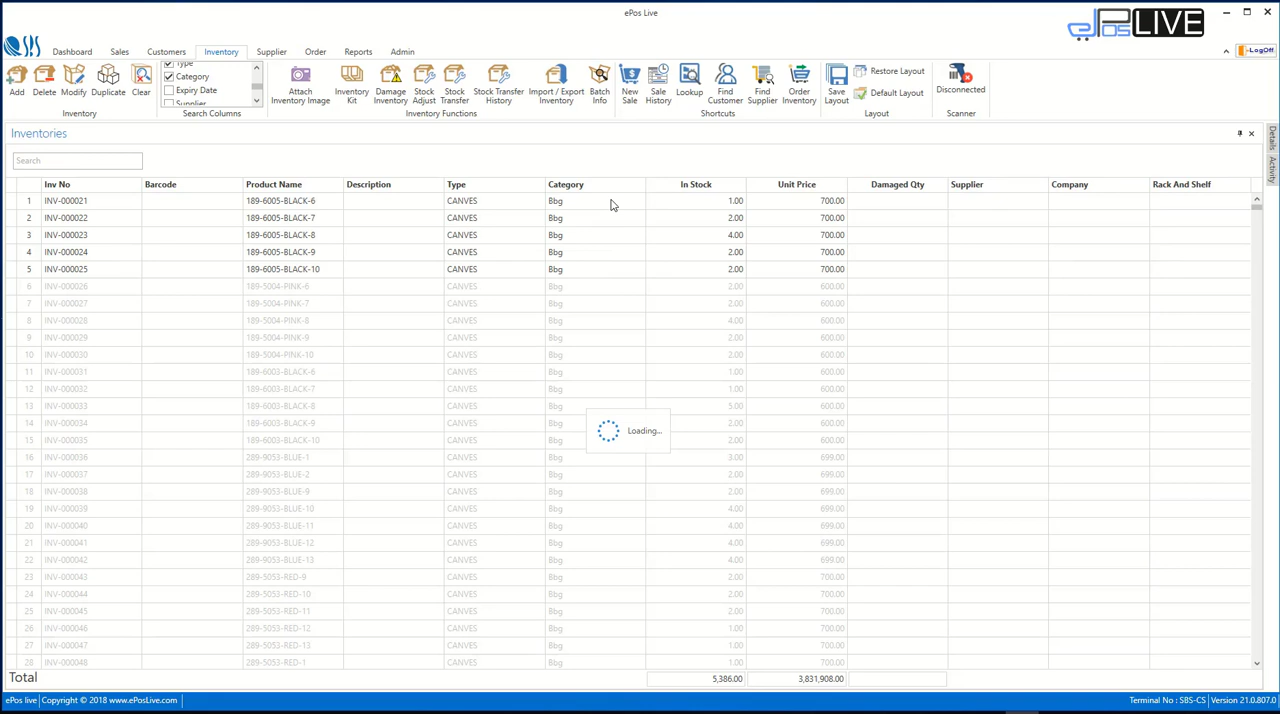 ePos Live
ePosLIVE
Dashboard Sales Customers Inventory Supplier Order Reports Admin
LogOff
Add Delete Modify Duplicate Clear
Type
Category
Expiry Date
Supplier
Attach Inventory Image Inventory Kit Damage Inventory Stock Adjust Stock Transfer Stock Transfer History Import / Export Inventory Batch Info
New Sale Sale History Lookup Find Customer Find Supplier Order Inventory
Save Layout Restore Layout Default Layout
Disconnected
Inventory Search Columns Inventory Functions Shortcuts Layout Scanner
Inventories
Details
Activity
Search
Inv No Barcode Product Name Description Type Category In Stock Unit Price Damaged Qty Supplier Company Rack And Shelf
1 INV-000021 189-6005-BLACK-6 CANVES Bbg 1.00 700.00
2 INV-000022 189-6005-BLACK-7 CANVES Bbg 2.00 700.00
3 INV-000023 189-6005-BLACK-8 CANVES Bbg 4.00 700.00
4 INV-000024 189-6005-BLACK-9 CANVES Bbg 2.00 700.00
5 INV-000025 189-6005-BLACK-10 CANVES Bbg 2.00 700.00
6 INV-000026 189-5004-PINK-6 CANVES Bbg 2.00 600.00
7 INV-000027 189-5004-PINK-7 CANVES Bbg 2.00 600.00
8 INV-000028 189-5004-PINK-8 CANVES Bbg 4.00 600.00
9 INV-000029 189-5004-PINK-9 CANVES Bbg 2.00 600.00
10 INV-000030 189-5004-PINK-10 CANVES Bbg 2.00 600.00
11 INV-000031 189-6003-BLACK-6 CANVES Bbg 1.00 600.00
12 INV-000032 189-6003-BLACK-7 CANVES Bbg 1.00 600.00
13 INV-000033 189-6003-BLACK-8 CANVES Bbg 5.00 600.00
14 INV-000034 189-6003-BLACK-9 CANVES Bbg 2.00 600.00
Loading...
15 INV-000035 189-6003-BLACK-10 CANVES Bbg 2.00 600.00
16 INV-000036 289-9053-BLUE-1 CANVES Bbg 3.00 699.00
17 INV-000037 289-9053-BLUE-2 CANVES Bbg 2.00 699.00
18 INV-000038 289-9053-BLUE-9 CANVES Bbg 2.00 699.00
19 INV-000039 289-9053-BLUE-10 CANVES Bbg 4.00 699.00
20 INV-000040 289-9053-BLUE-11 CANVES Bbg 4.00 699.00
21 INV-000041 289-9053-BLUE-12 CANVES Bbg 4.00 699.00
22 INV-000042 289-9053-BLUE-13 CANVES Bbg 4.00 699.00
23 INV-000043 289-5053-RED-9 CANVES Bbg 2.00 700.00
24 INV-000044 289-5053-RED-10 CANVES Bbg 2.00 700.00
25 INV-000045 289-5053-RED-11 CANVES Bbg 2.00 700.00
26 INV-000046 289-5053-RED-12 CANVES Bbg 1.00 700.00
27 INV-000047 289-5053-RED-13 CANVES Bbg 1.00 700.00
28 INV-000048 289-5053-RED-1 CANVES Bbg 1.00 700.00
Total 5,386.00 3,831,908.00
ePos live Copyright © 2018 www.ePosLive.com Terminal No : SBS-CS Version 21.0.807.0